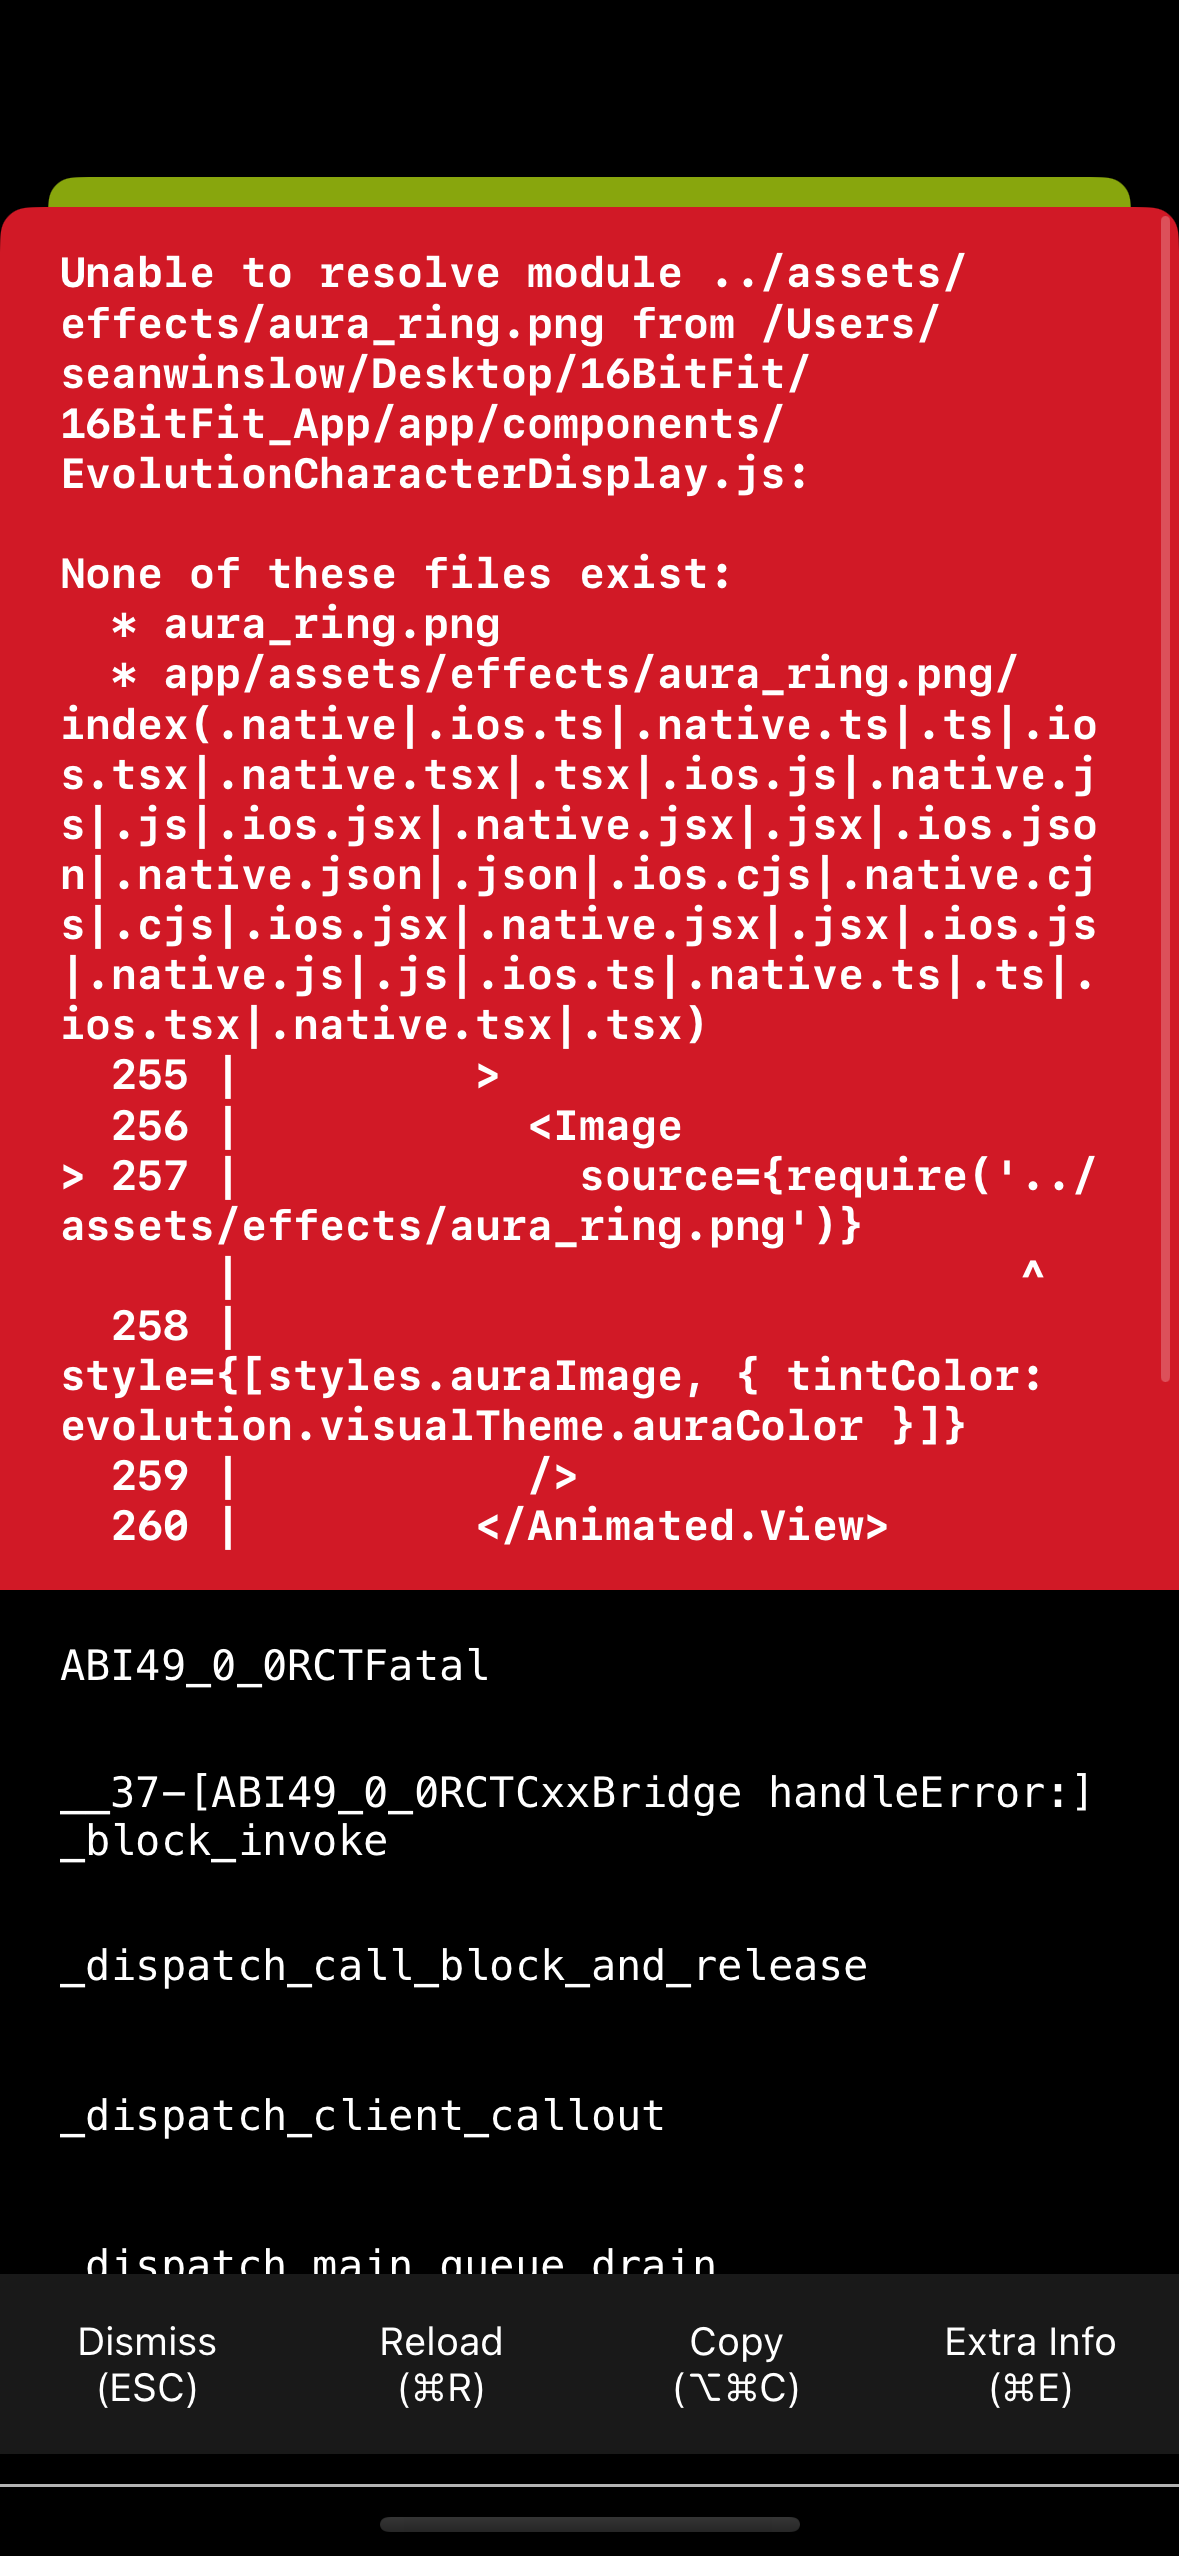 Unable to resolve module ../assets/
effects/aura_ring.png from /Users/
seanwinslow/Desktop/16BitFit/
16BitFit_App/app/components/
EvolutionCharacterDisplay.js:
None of these files exist:
  * aura_ring.png
  * app/assets/effects/aura_ring.png/
index(.native|.ios.ts|.native.ts|.ts|.io
s.tsx|.native.tsx|.tsx|.ios.js|.native.j
s|.js|.ios.jsx|.native.jsx|.jsx|.ios.jso
n|.native.json|.json|.ios.cjs|.native.cj
s|.cjs|.ios.jsx|.native.jsx|.jsx|.ios.js
|.native.js|.js|.ios.ts|.native.ts|.ts|.
ios.tsx|.native.tsx|.tsx)
  255 |         >
  256 |           <Image
> 257 |             source={require('../
assets/effects/aura_ring.png')}
      |                              ^
  258 |
style={[styles.auraImage, { tintColor:
evolution.visualTheme.auraColor }]}
  259 |           />
  260 |         </Animated.View>
ABI49_0_0RCTFatal
__37-[ABI49_0_0RCTCxxBridge handleError:]
_block_invoke
_dispatch_call_block_and_release
_dispatch_client_callout
_dispatch_main_queue_drain
Dismiss
(ESC)
Reload
(⌘R)
Copy
(⌥⌘C)
Extra Info
(⌘E)